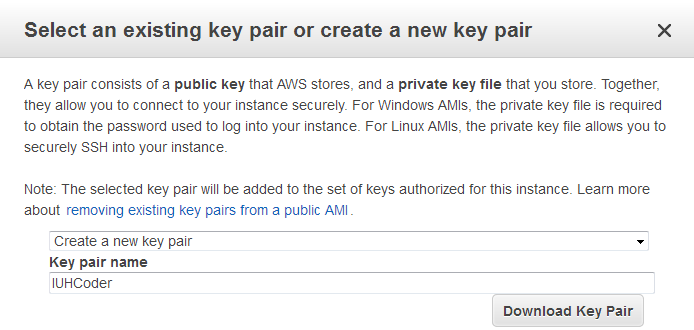 Select an existing key pair or create a new key pair
A key pair consists of a public key that AWS stores, and a private key file that you store. Together,
they allow you to connect to your instance securely. For Windows AMIs, the private key file is required
to obtain the password used to log into your instance. For Linux AMIs, the private key file allows you to
securely SSH into your instance.
Note: The selected key pair will be added to the set of keys authorized for this instance. Learn more
about removing existing key pairs from a public AMI.
Create a new key pair
Key pair name
IUHCoder
Download Key Pair